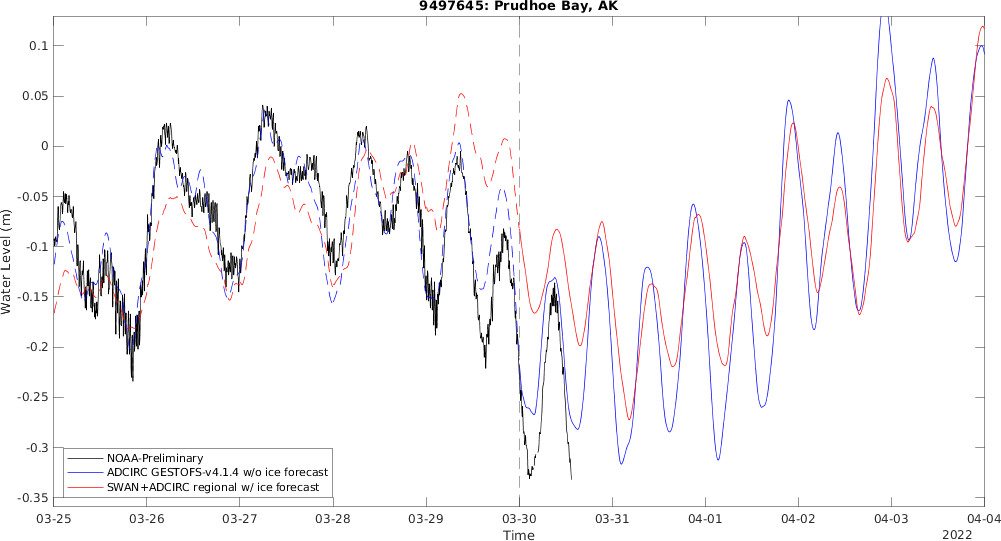 9497645: Prudhoe Bay, AK
0.1
0.05
0
-0.05
-0.1
-0.15
-0.2
-0.25
-0.3
-0.35
Water Level (m)
NOAA-Preliminary
ADCIRC GESTOFS-v4.1.4 w/o ice forecast
SWAN+ADCIRC regional w/ ice forecast
03-25 03-26 03-27 03-28 03-29 03-30 03-31 04-01 04-02 04-03 04-04
Time
2022